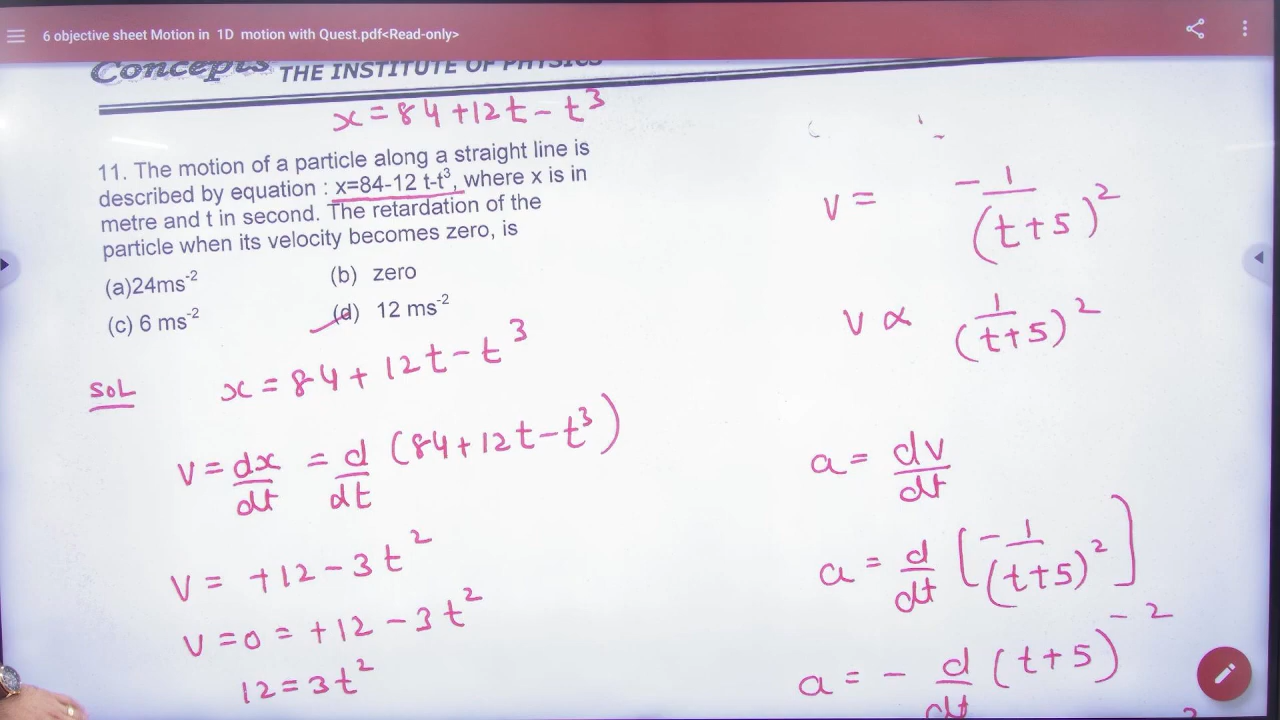 6 objective sheet Motion in 1D motion with Quest.pdf<Read-only>
Concepts THE INSTITUTE OF PHYSICS
x = 84 + 12t - t³
11. The motion of a particle along a straight line is
described by equation : x=84-12 t-t³, where x is in
metre and t in second. The retardation of the
particle when its velocity becomes zero, is
(a)24ms⁻² (b) zero
(c) 6 ms⁻² (d) 12 ms⁻²
SOL x = 84 + 12t - t³
V = dx/dt = d/dt (84 + 12t - t³)
V = +12 - 3t²
V = 0 = +12 - 3t²
12 = 3t²
V = -1/(t+5)²
V ∝ 1/(t+5)²
a = dv/dt
a = d/dt [-1/(t+5)²]
a = - d/dt (t+5)⁻²